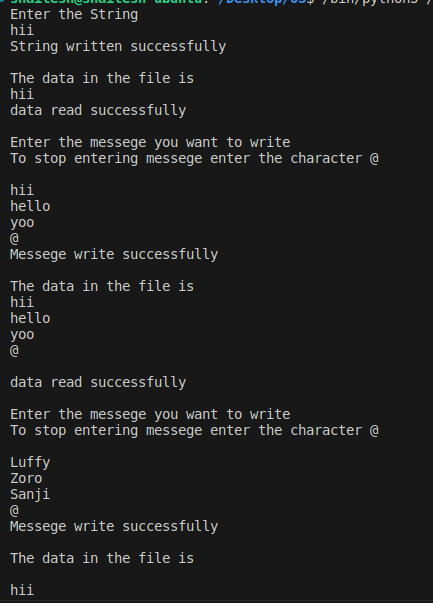 Enter the String
hii
String written successfully
The data in the file is
hii
data read successfully
Enter the messege you want to write
To stop entering messege enter the character @
hii
hello
yoo
@
Messege write successfully
The data in the file is
hii
hello
yoo
@
data read successfully
Enter the messege you want to write
To stop entering messege enter the character @
Luffy
Zoro
Sanji
@
Messege write successfully
The data in the file is
hii